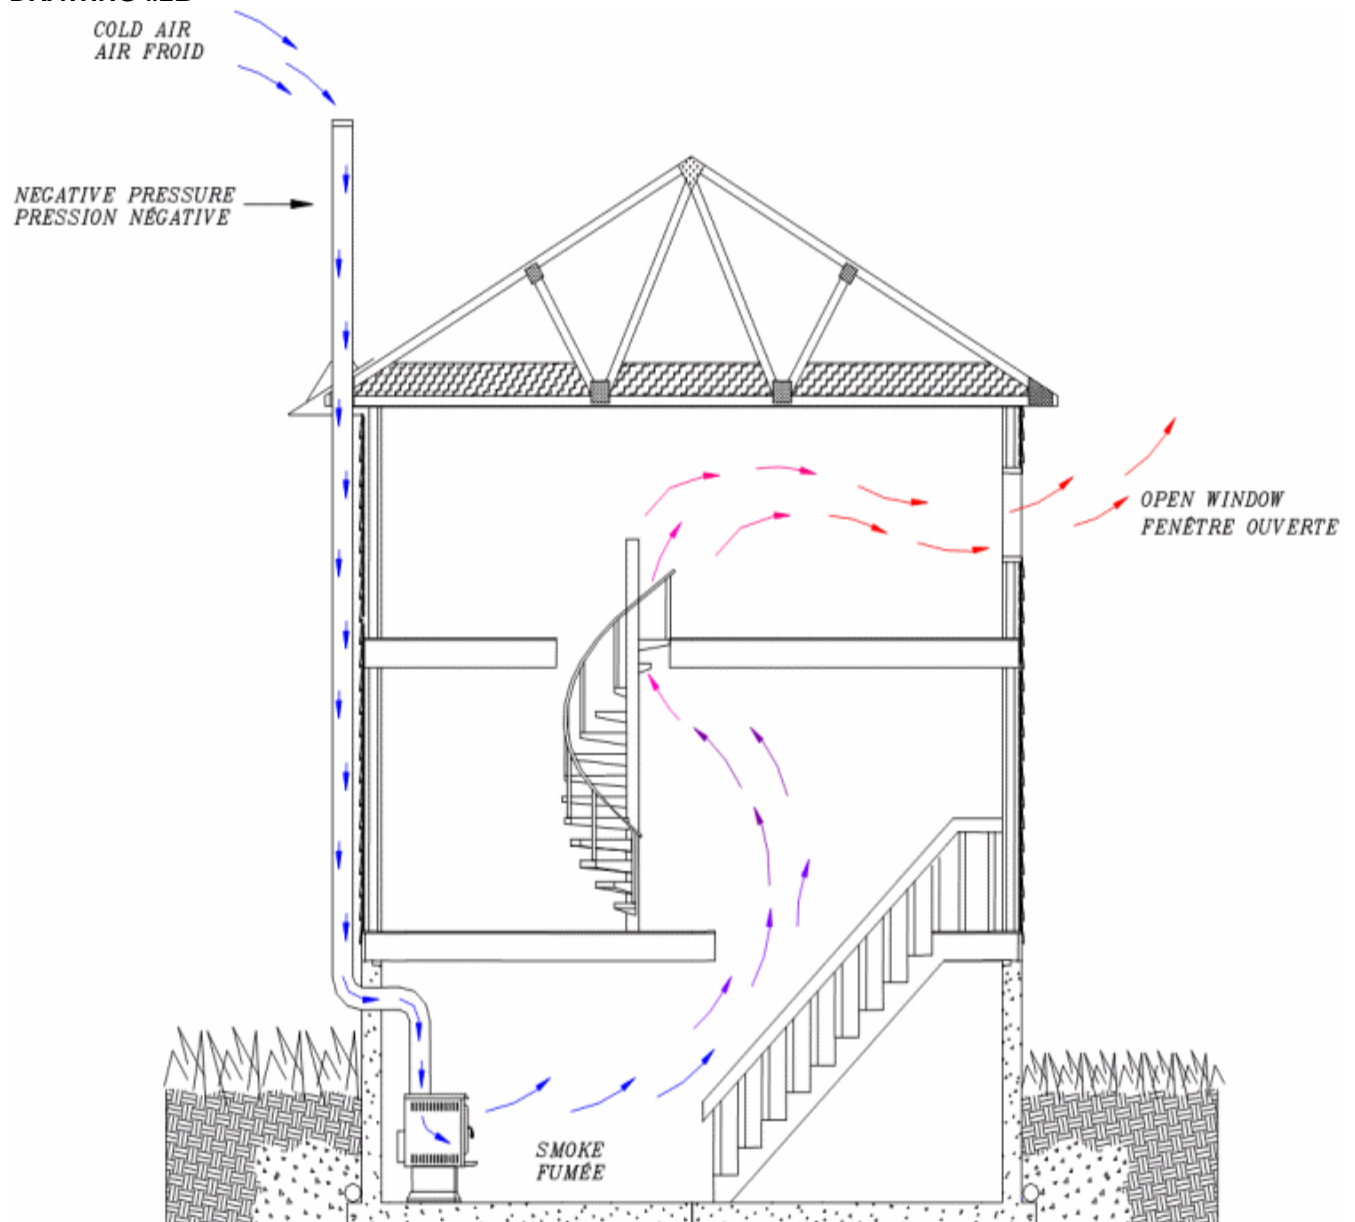 COLD AIR
AIR FROID
NEGATIVE PRESSURE
PRESSION NÉGATIVE
OPEN WINDOW
FENÊTRE OUVERTE
SMOKE
FUMÉE